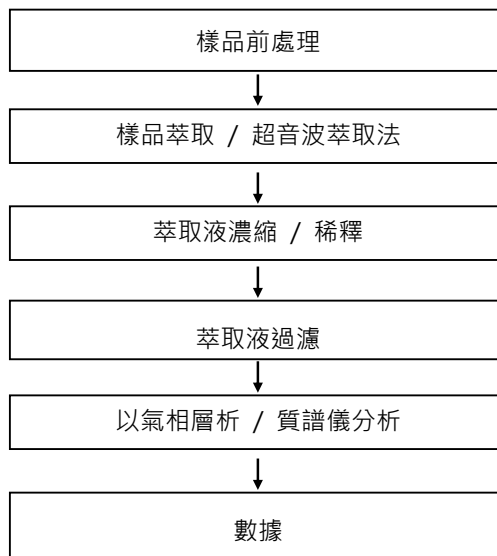 樣品前處理
樣品萃取 / 超音波萃取法
萃取液濃縮 / 稀釋
萃取液過濾
以氣相層析 / 質譜儀分析
數據